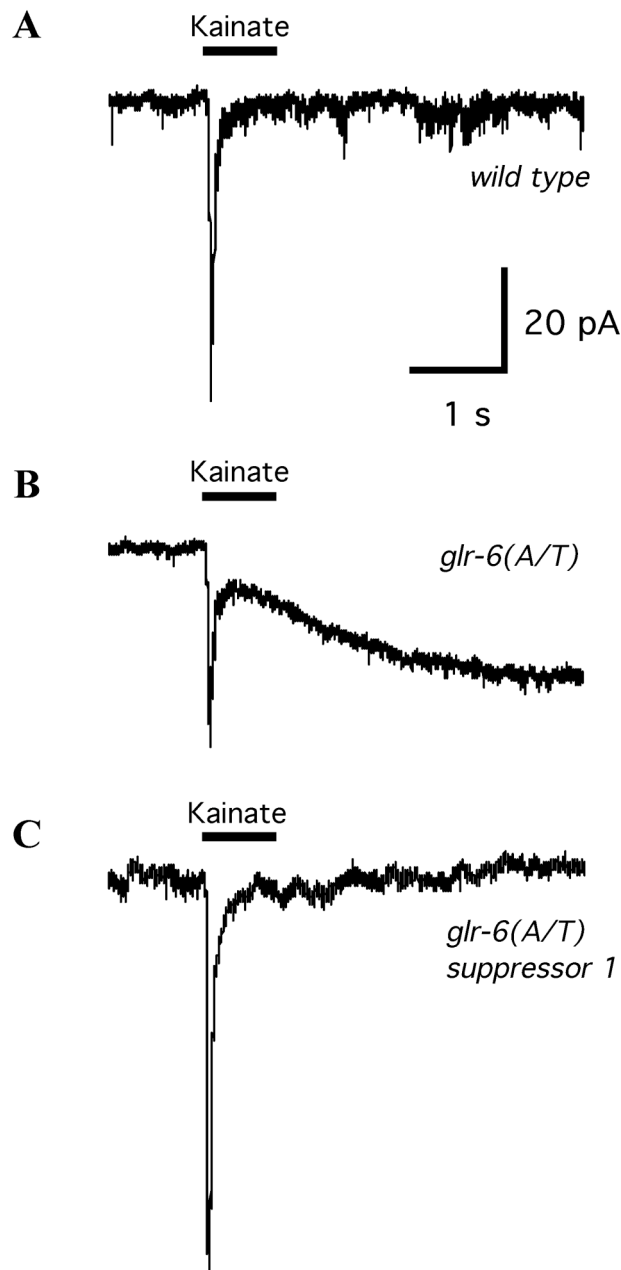 A
Kainate
wild type
20 pA
1 s
B
Kainate
glr-6(A/T)
C
Kainate
glr-6(A/T)
suppressor 1